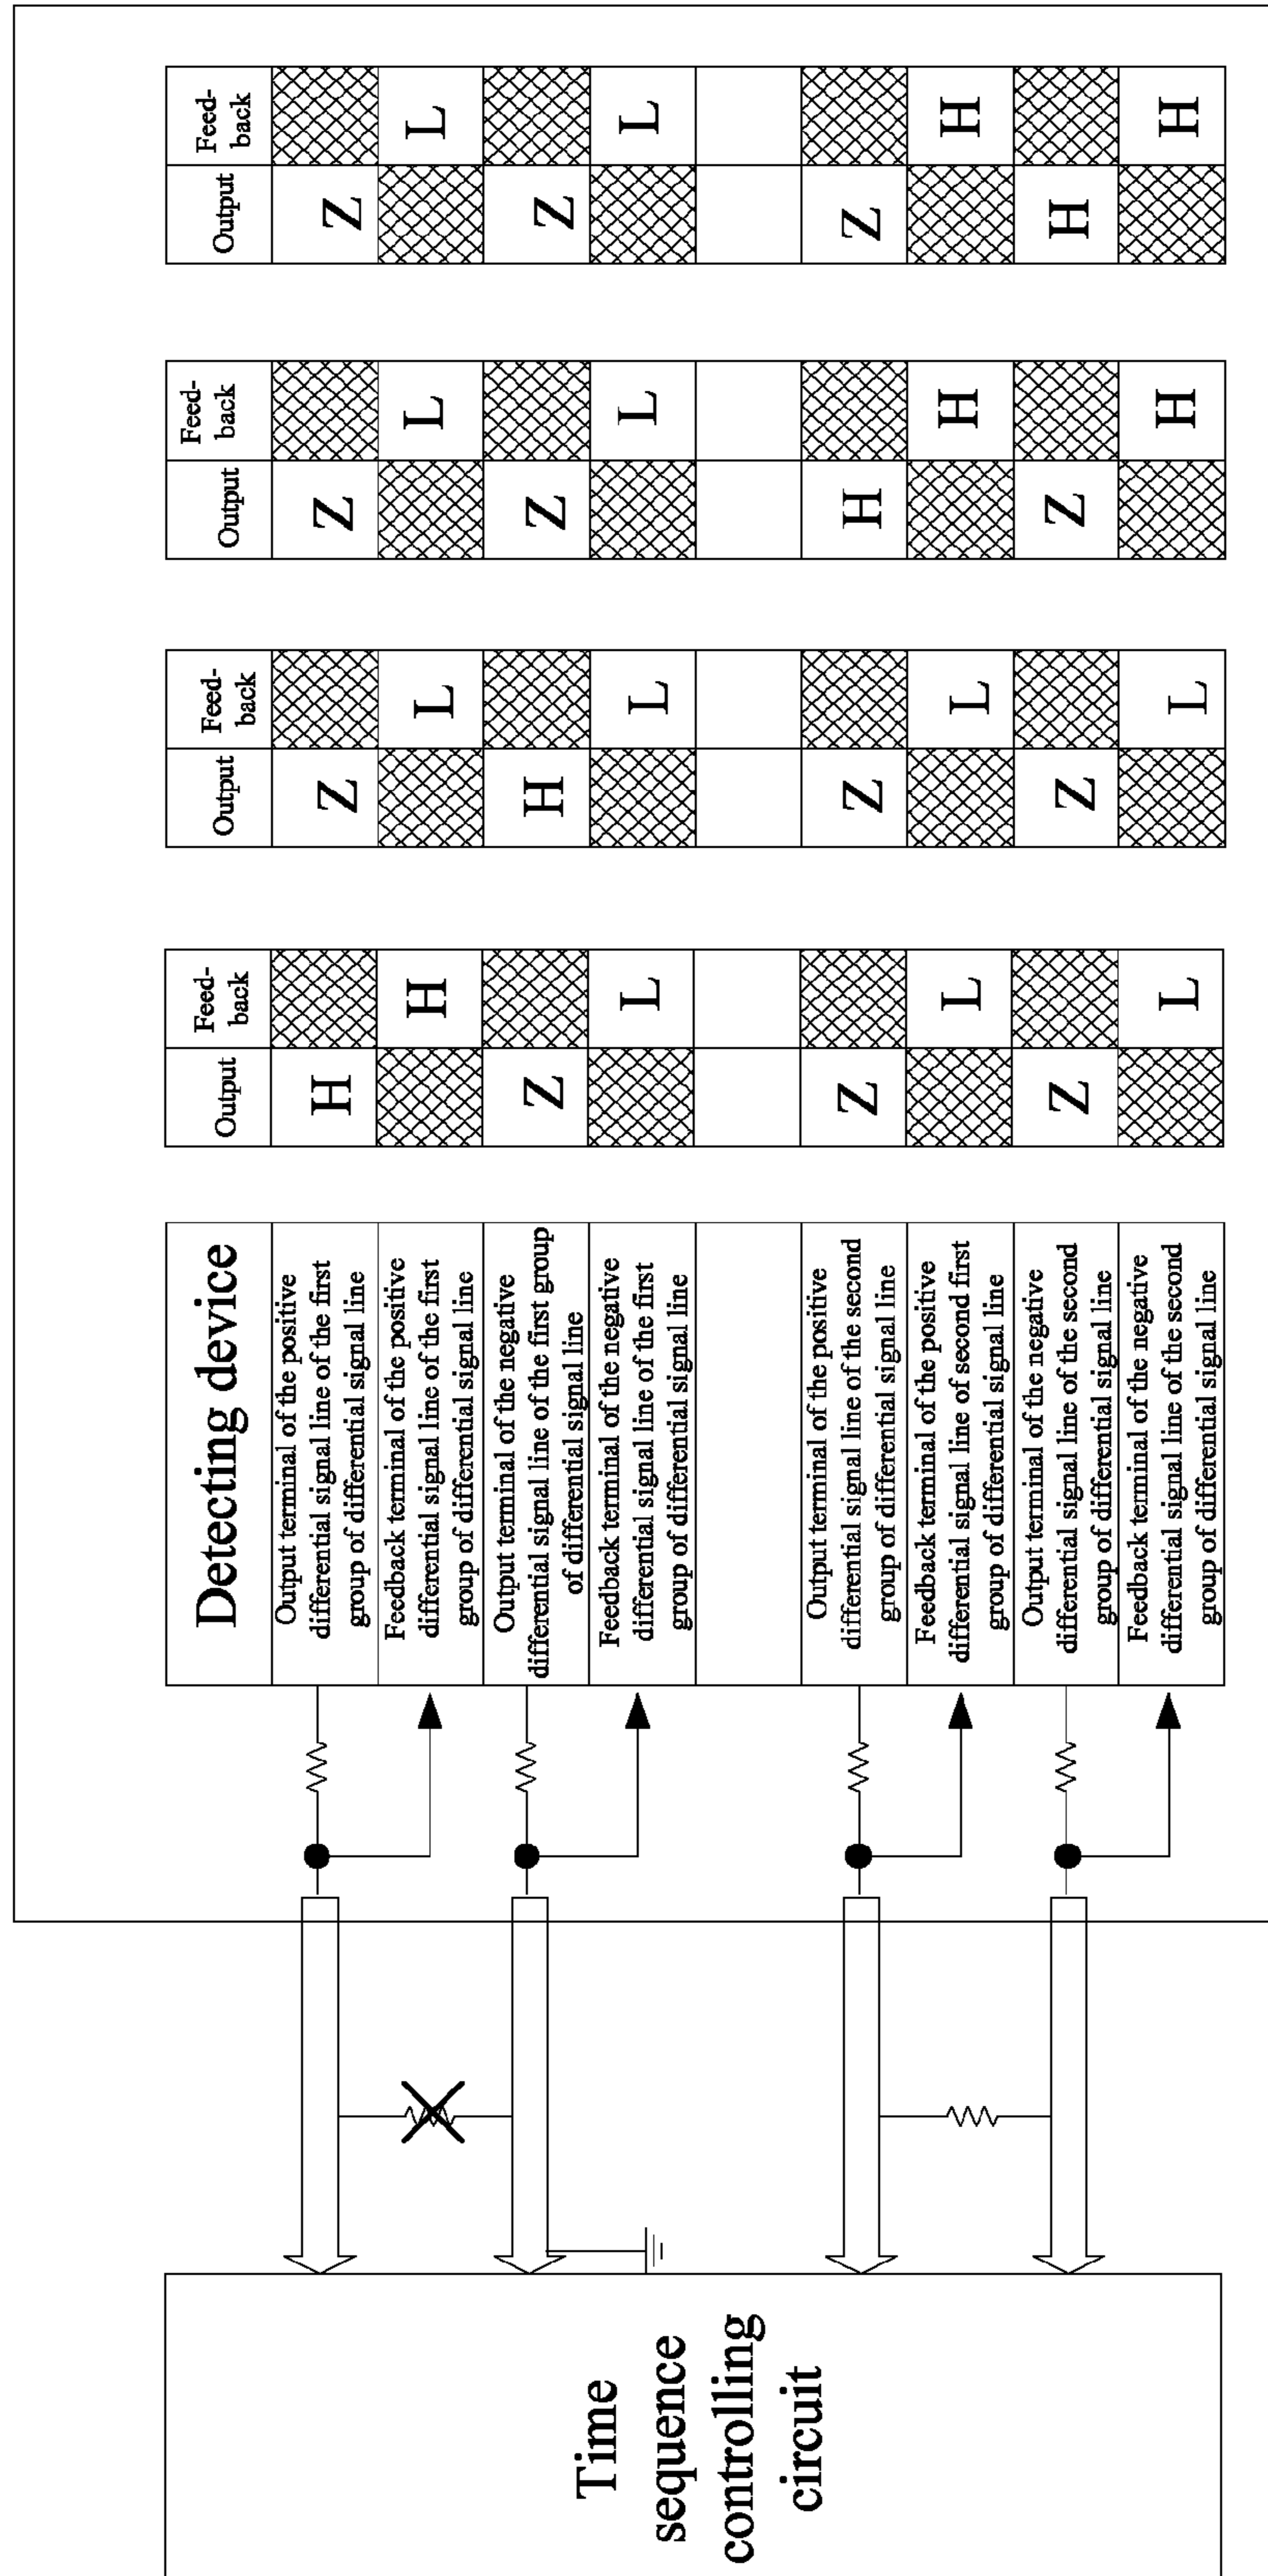 Time
sequence
controlling
circuit
Detecting device
Output terminal of the positive
differential signal line of the first
group of differential signal line
Feedback terminal of the positive
differential signal line of the first
group of differential signal line
Output terminal of the negative
differential signal line of the first group
of differential signal line
Feedback terminal of the negative
differential signal line of the first
group of differential signal line
Output terminal of the positive
differential signal line of the second
group of differential signal line
Feedback terminal of the positive
differential signal line of second first
group of differential signal line
Output terminal of the negative
differential signal line of the second
group of differential signal line
Feedback terminal of the negative
differential signal line of the second
group of differential signal line
Output
Feed-
back
H
H
Z
L
Z
L
Z
L
Output
Feed-
back
Z
L
H
L
Z
L
Z
L
Output
Feed-
back
Z
L
Z
L
H
H
Z
H
Output
Feed-
back
Z
L
Z
L
Z
H
H
H